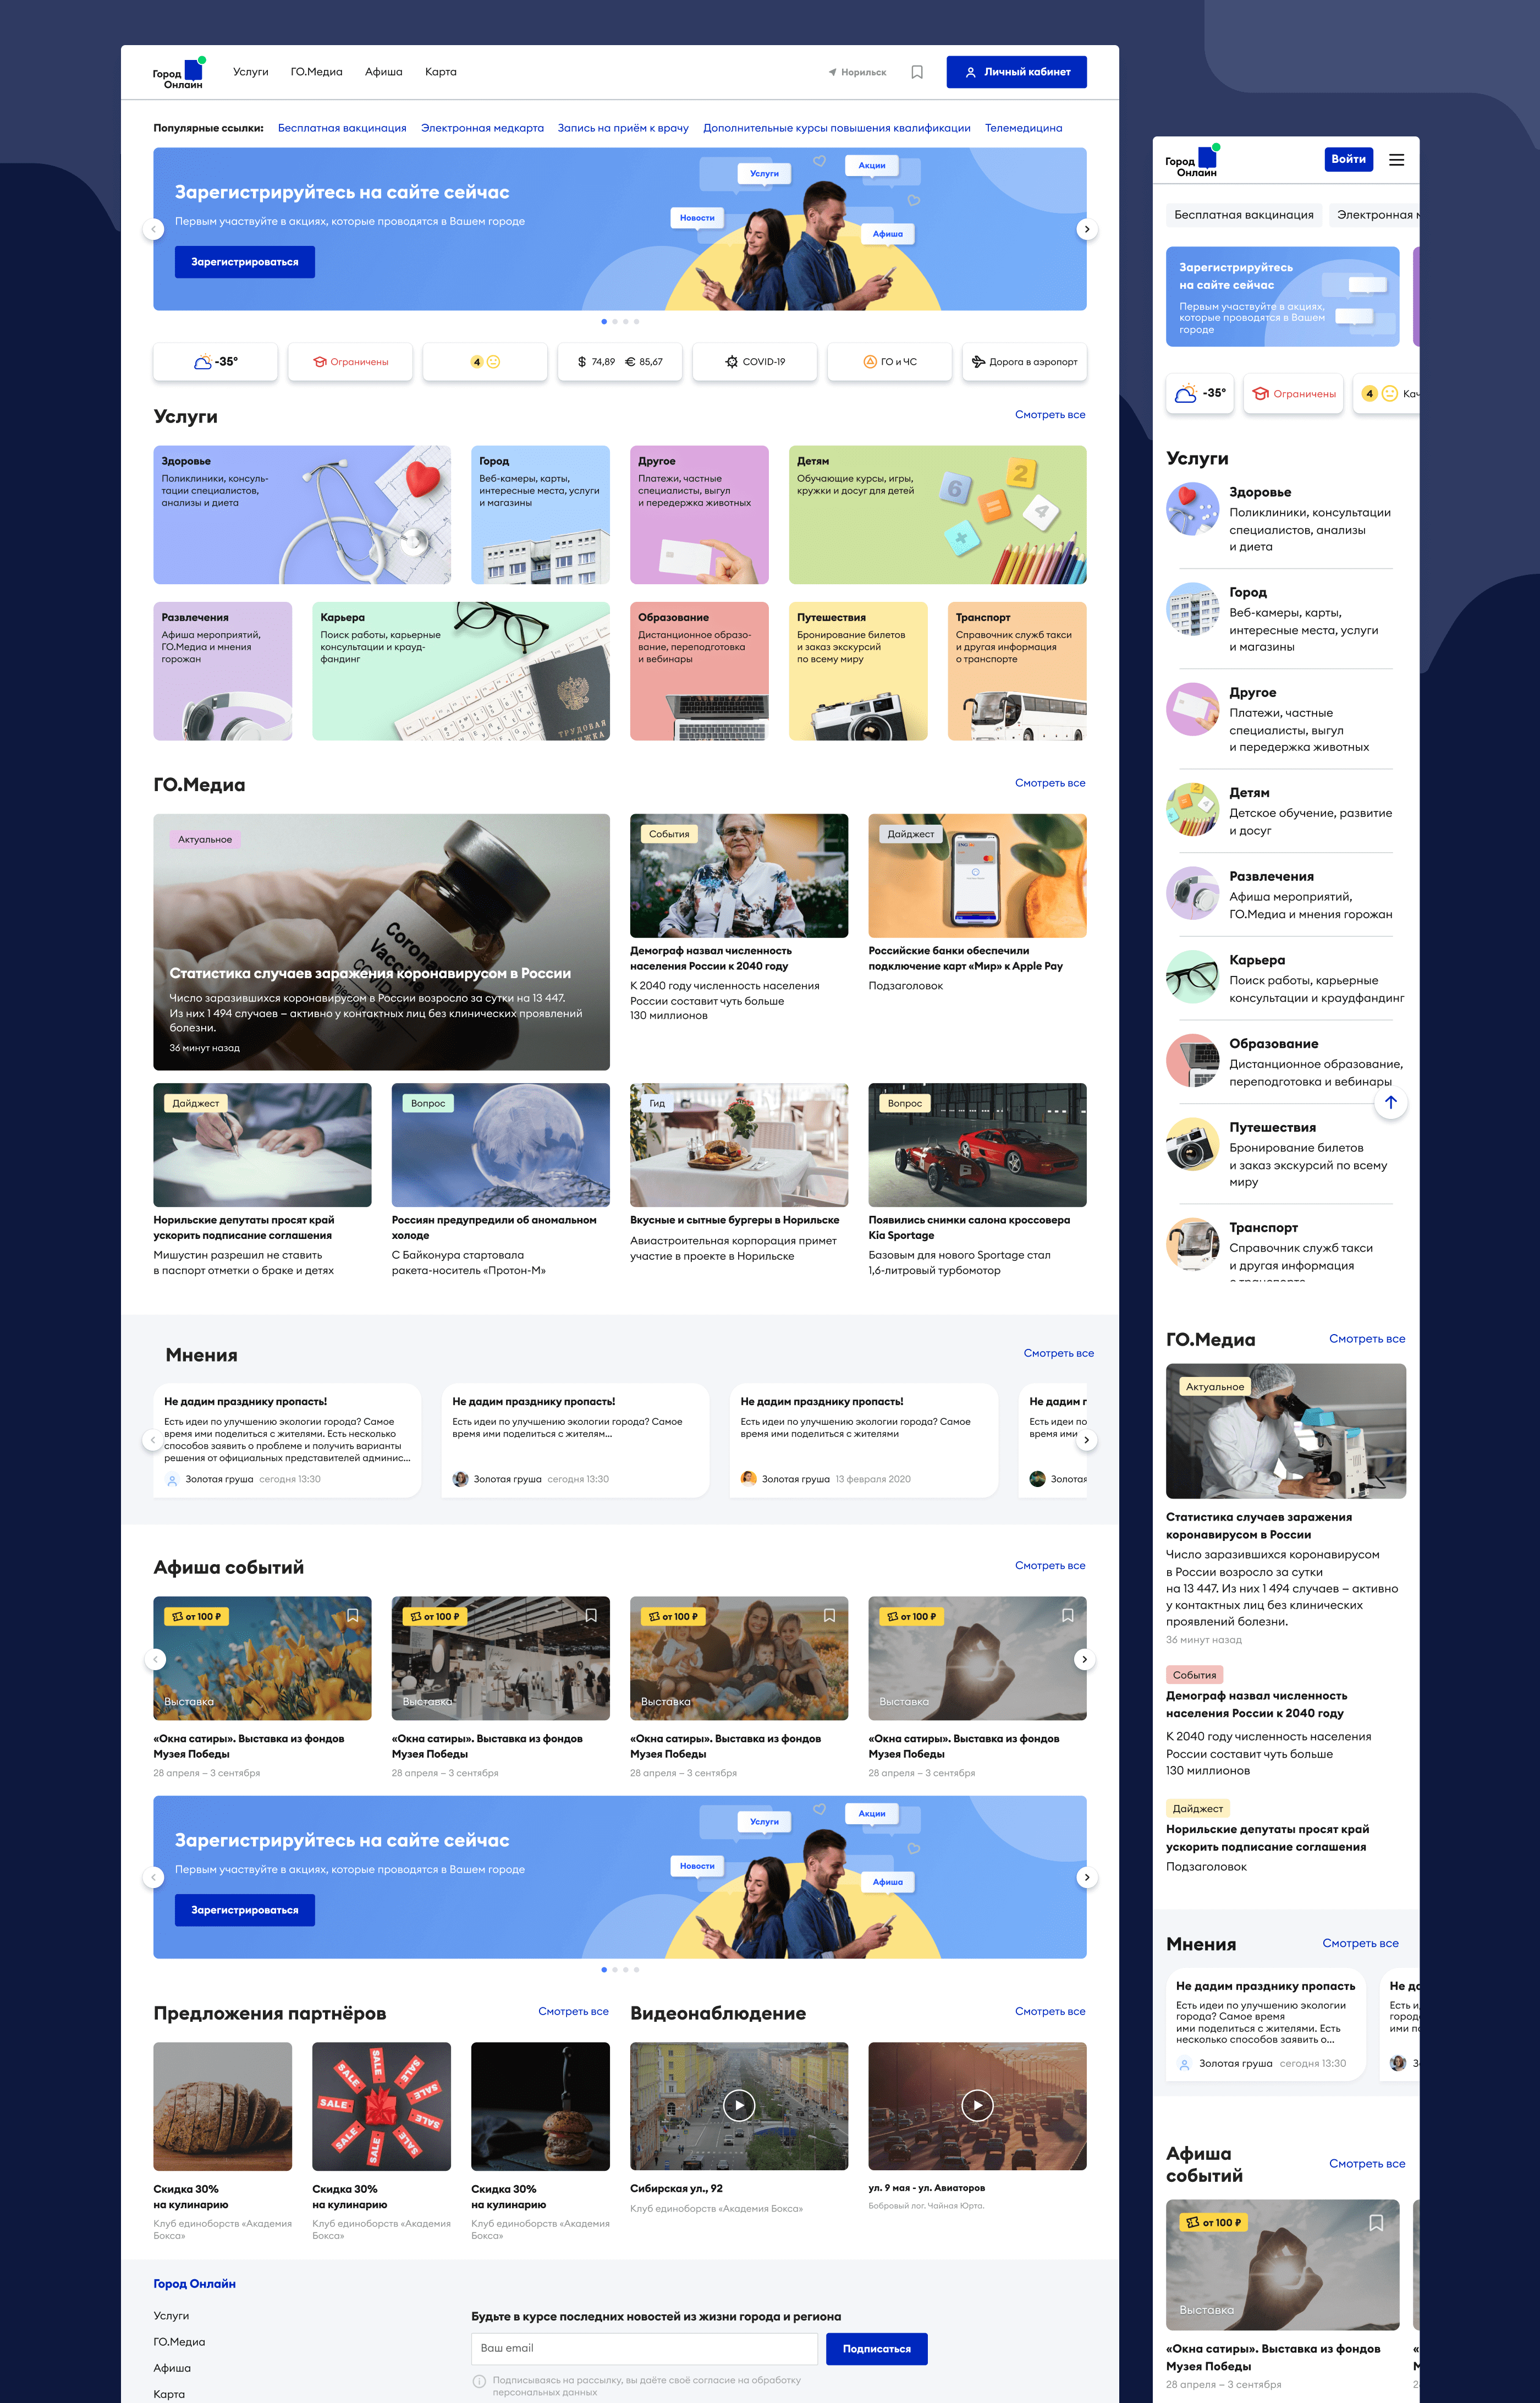 Город
Онлаин
Услуги
ГО.Медиа
Афиша
Карта
Норильск
Личный кабинет
Популярные ссылки:
Бесплатная вакцинация
Электронная медкарта
Запись на приём к врачу
Дополнительные курсы повышения квалификации
Телемедицина
Зарегистрируйтесь на сайте сейчас
Первым участвуйте в акциях, которые проводятся в Вашем городе
Зарегистрироваться
Услуги
Акции
Новости
Афиша
-35°
Ограничены
4
$ 74,89 € 85,67
COVID-19
ГО и ЧС
Дорога в аэропорт
Услуги
Смотреть все
Здоровье
Поликлиники, консуль-
тации специалистов,
анализы и диета
Город
Веб-камеры, карты,
интересные места, услуги
и магазины
Другое
Платежи, частные
специалисты, выгул
и передержка животных
Детям
Обучающие курсы, игры,
кружки и досуг для детей
6
2
=
4
+
Развлечения
Афиша мероприятий,
ГО.Медиа и мнения
горожан
Карьера
Поиск работы, карьерные
консультации и крауд-
фандинг
ТРУДОВАЯ
Образование
Дистанционное образо-
вание, переподготовка
и вебинары
Путешествия
Бронирование билетов
и заказ экскурсий
по всему миру
Транспорт
Справочник служб такси
и другая информация
о транспорте
ГО.Медиа
Смотреть все
Актуальное
Coronavirus
Vaccine
COVID-19
Injection only
Статистика случаев заражения коронавирусом в России
Число заразившихся коронавирусом в России возросло за сутки на 13 447.
Из них 1 494 случаев – активно у контактных лиц без клинических проявлений
болезни.
36 минут назад
События
Демограф назвал численность
населения России к 2040 году
К 2040 году численность населения
России составит чуть больше
130 миллионов
Дайджест
Российские банки обеспечили
подключение карт «Мир» к Apple Pay
Подзаголовок
Дайджест
Норильские депутаты просят край
ускорить подписание соглашения
Мишустин разрешил не ставить
в паспорт отметки о браке и детях
Вопрос
Россиян предупредили об аномальном
холоде
С Байконура стартовала
ракета-носитель «Протон-М»
Гид
Вкусные и сытные бургеры в Норильске
Авиастроительная корпорация примет
участие в проекте в Норильске
Вопрос
6
Появились снимки салона кроссовера
Kia Sportage
Базовым для нового Sportage стал
1,6-литровый турбомотор
Мнения
Смотреть все
Не дадим празднику пропасть!
Есть идеи по улучшению экологии города? Самое
время ими поделиться с жителями. Есть несколько
способов заявить о проблеме и получить варианты
решения от официальных представителей админис...
Золотая груша сегодня 13:30
Не дадим празднику пропасть!
Есть идеи по улучшению экологии города? Самое
время ими поделиться с жителям...
Золотая груша сегодня 13:30
Не дадим празднику пропасть!
Есть идеи по улучшению экологии города? Самое
время ими поделиться с жителями
Золотая груша 13 февраля 2020
Не дадим
Есть идеи по
время ими
Золотая
Афиша событий
Смотреть все
от 100 ₽
Выставка
«Окна сатиры». Выставка из фондов
Музея Победы
28 апреля – 3 сентября
от 100 ₽
Выставка
«Окна сатиры». Выставка из фондов
Музея Победы
28 апреля – 3 сентября
от 100 ₽
Выставка
«Окна сатиры». Выставка из фондов
Музея Победы
28 апреля – 3 сентября
от 100 ₽
Выставка
«Окна сатиры». Выставка из фондов
Музея Победы
28 апреля – 3 сентября
Зарегистрируйтесь на сайте сейчас
Первым участвуйте в акциях, которые проводятся в Вашем городе
Зарегистрироваться
Услуги
Акции
Новости
Афиша
Предложения партнёров
Смотреть все
Скидка 30%
на кулинарию
Клуб единоборств «Академия
Бокса»
SALE
SALE
SALE
SALE
SALE
SALE
SALE
SALE
SALE
Скидка 30%
на кулинарию
Клуб единоборств «Академия
Бокса»
Скидка 30%
на кулинарию
Клуб единоборств «Академия
Бокса»
Видеонаблюдение
Смотреть все
Сибирская ул., 92
Клуб единоборств «Академия Бокса»
ул. 9 мая - ул. Авиаторов
Бобровый лог. Чайная Юрта.
Город Онлайн
Услуги
ГО.Медиа
Афиша
Карта
Будьте в курсе последних новостей из жизни города и региона
Ваш email
Подписаться
Подписываясь на рассылку, вы даёте своё согласие на обработку
персональных данных
Город
Онлаин
Войти
Бесплатная вакцинация
Электронная
Зарегистрируйтесь
на сайте сейчас
Первым участвуйте в акциях,
которые проводятся в Вашем
городе
-35°
Ограничены
4
Кач
Услуги
Здоровье
Поликлиники, консультации
специалистов, анализы
и диета
Город
Веб-камеры, карты,
интересные места, услуги
и магазины
Другое
Платежи, частные
специалисты, выгул
и передержка животных
Детям
Детское обучение, развитие
и досуг
Развлечения
Афиша мероприятий,
ГО.Медиа и мнения горожан
Карьера
Поиск работы, карьерные
консультации и краудфандинг
Образование
Дистанционное образование,
переподготовка и вебинары
Путешествия
Бронирование билетов
и заказ экскурсий по всему
миру
Транспорт
Справочник служб такси
и другая информация
о транспорте
ГО.Медиа
Смотреть все
Актуальное
Статистика случаев заражения
коронавирусом в России
Число заразившихся коронавирусом
в России возросло за сутки
на 13 447. Из них 1 494 случаев – активно
у контактных лиц без клинических
проявлений болезни.
36 минут назад
События
Демограф назвал численность
населения России к 2040 году
К 2040 году численность населения
России составит чуть больше
130 миллионов
Дайджест
Норильские депутаты просят край
ускорить подписание соглашения
Подзаголовок
Мнения
Смотреть все
Не дадим празднику пропасть
Есть идеи по улучшению экологии
города? Самое время
ими поделиться с жителями. Есть
несколько способов заявить о...
Золотая груша сегодня 13:30
Не да
Есть и
город
ими по
Афиша
событий
Смотреть все
от 100 ₽
Выставка
«Окна сатиры». Выставка из фондов
Музея Победы
28 апреля – 3 сентября